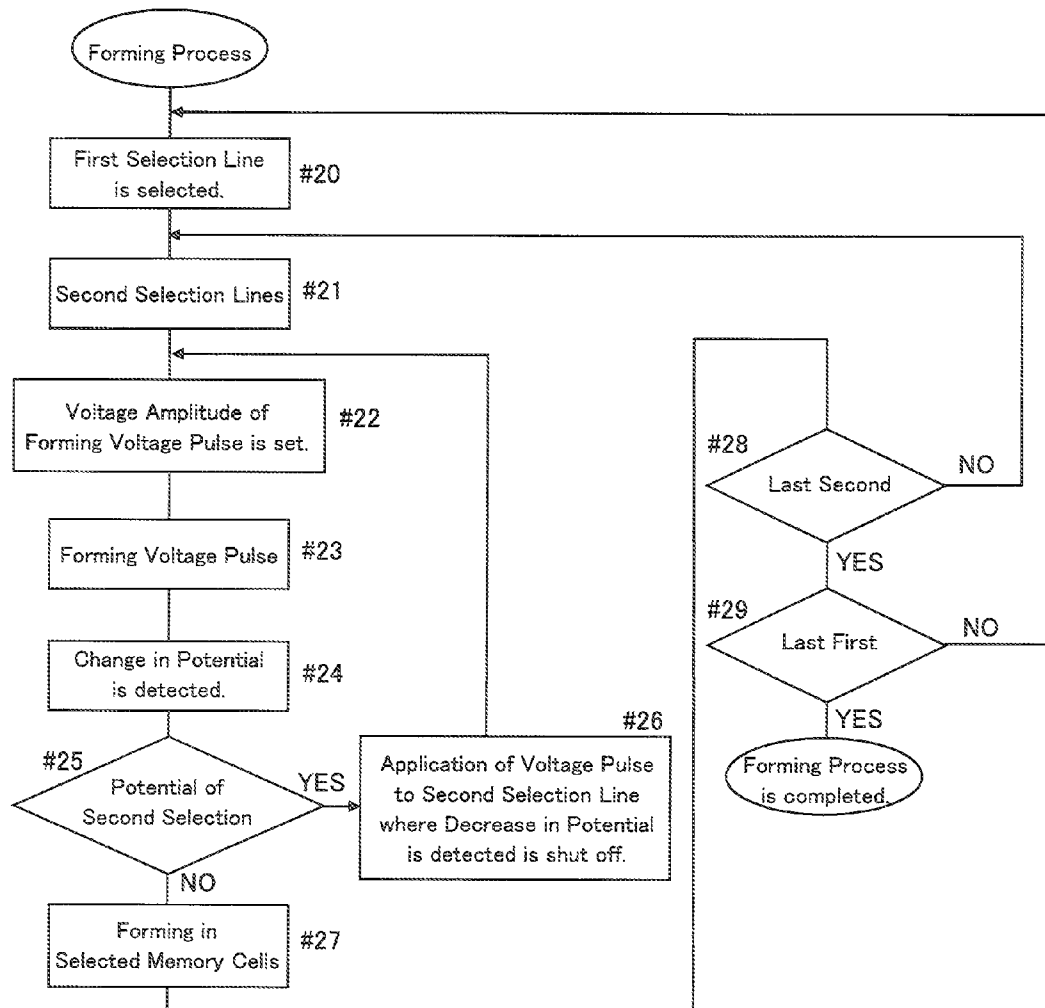 Forming Process
First Selection Line
is selected.
#20
Second Selection Lines
#21
Voltage Amplitude of
Forming Voltage Pulse is set.
#22
Forming Voltage Pulse
#23
Change in Potential
is detected.
#24
#25
Potential of
Second Selection
YES
NO
#26
Application of Voltage Pulse
to Second Selection Line
where Decrease in Potential
is detected is shut off.
Forming in
Selected Memory Cells
#27
#28
Last Second
NO
YES
#29
Last First
NO
YES
Forming Process
is completed.